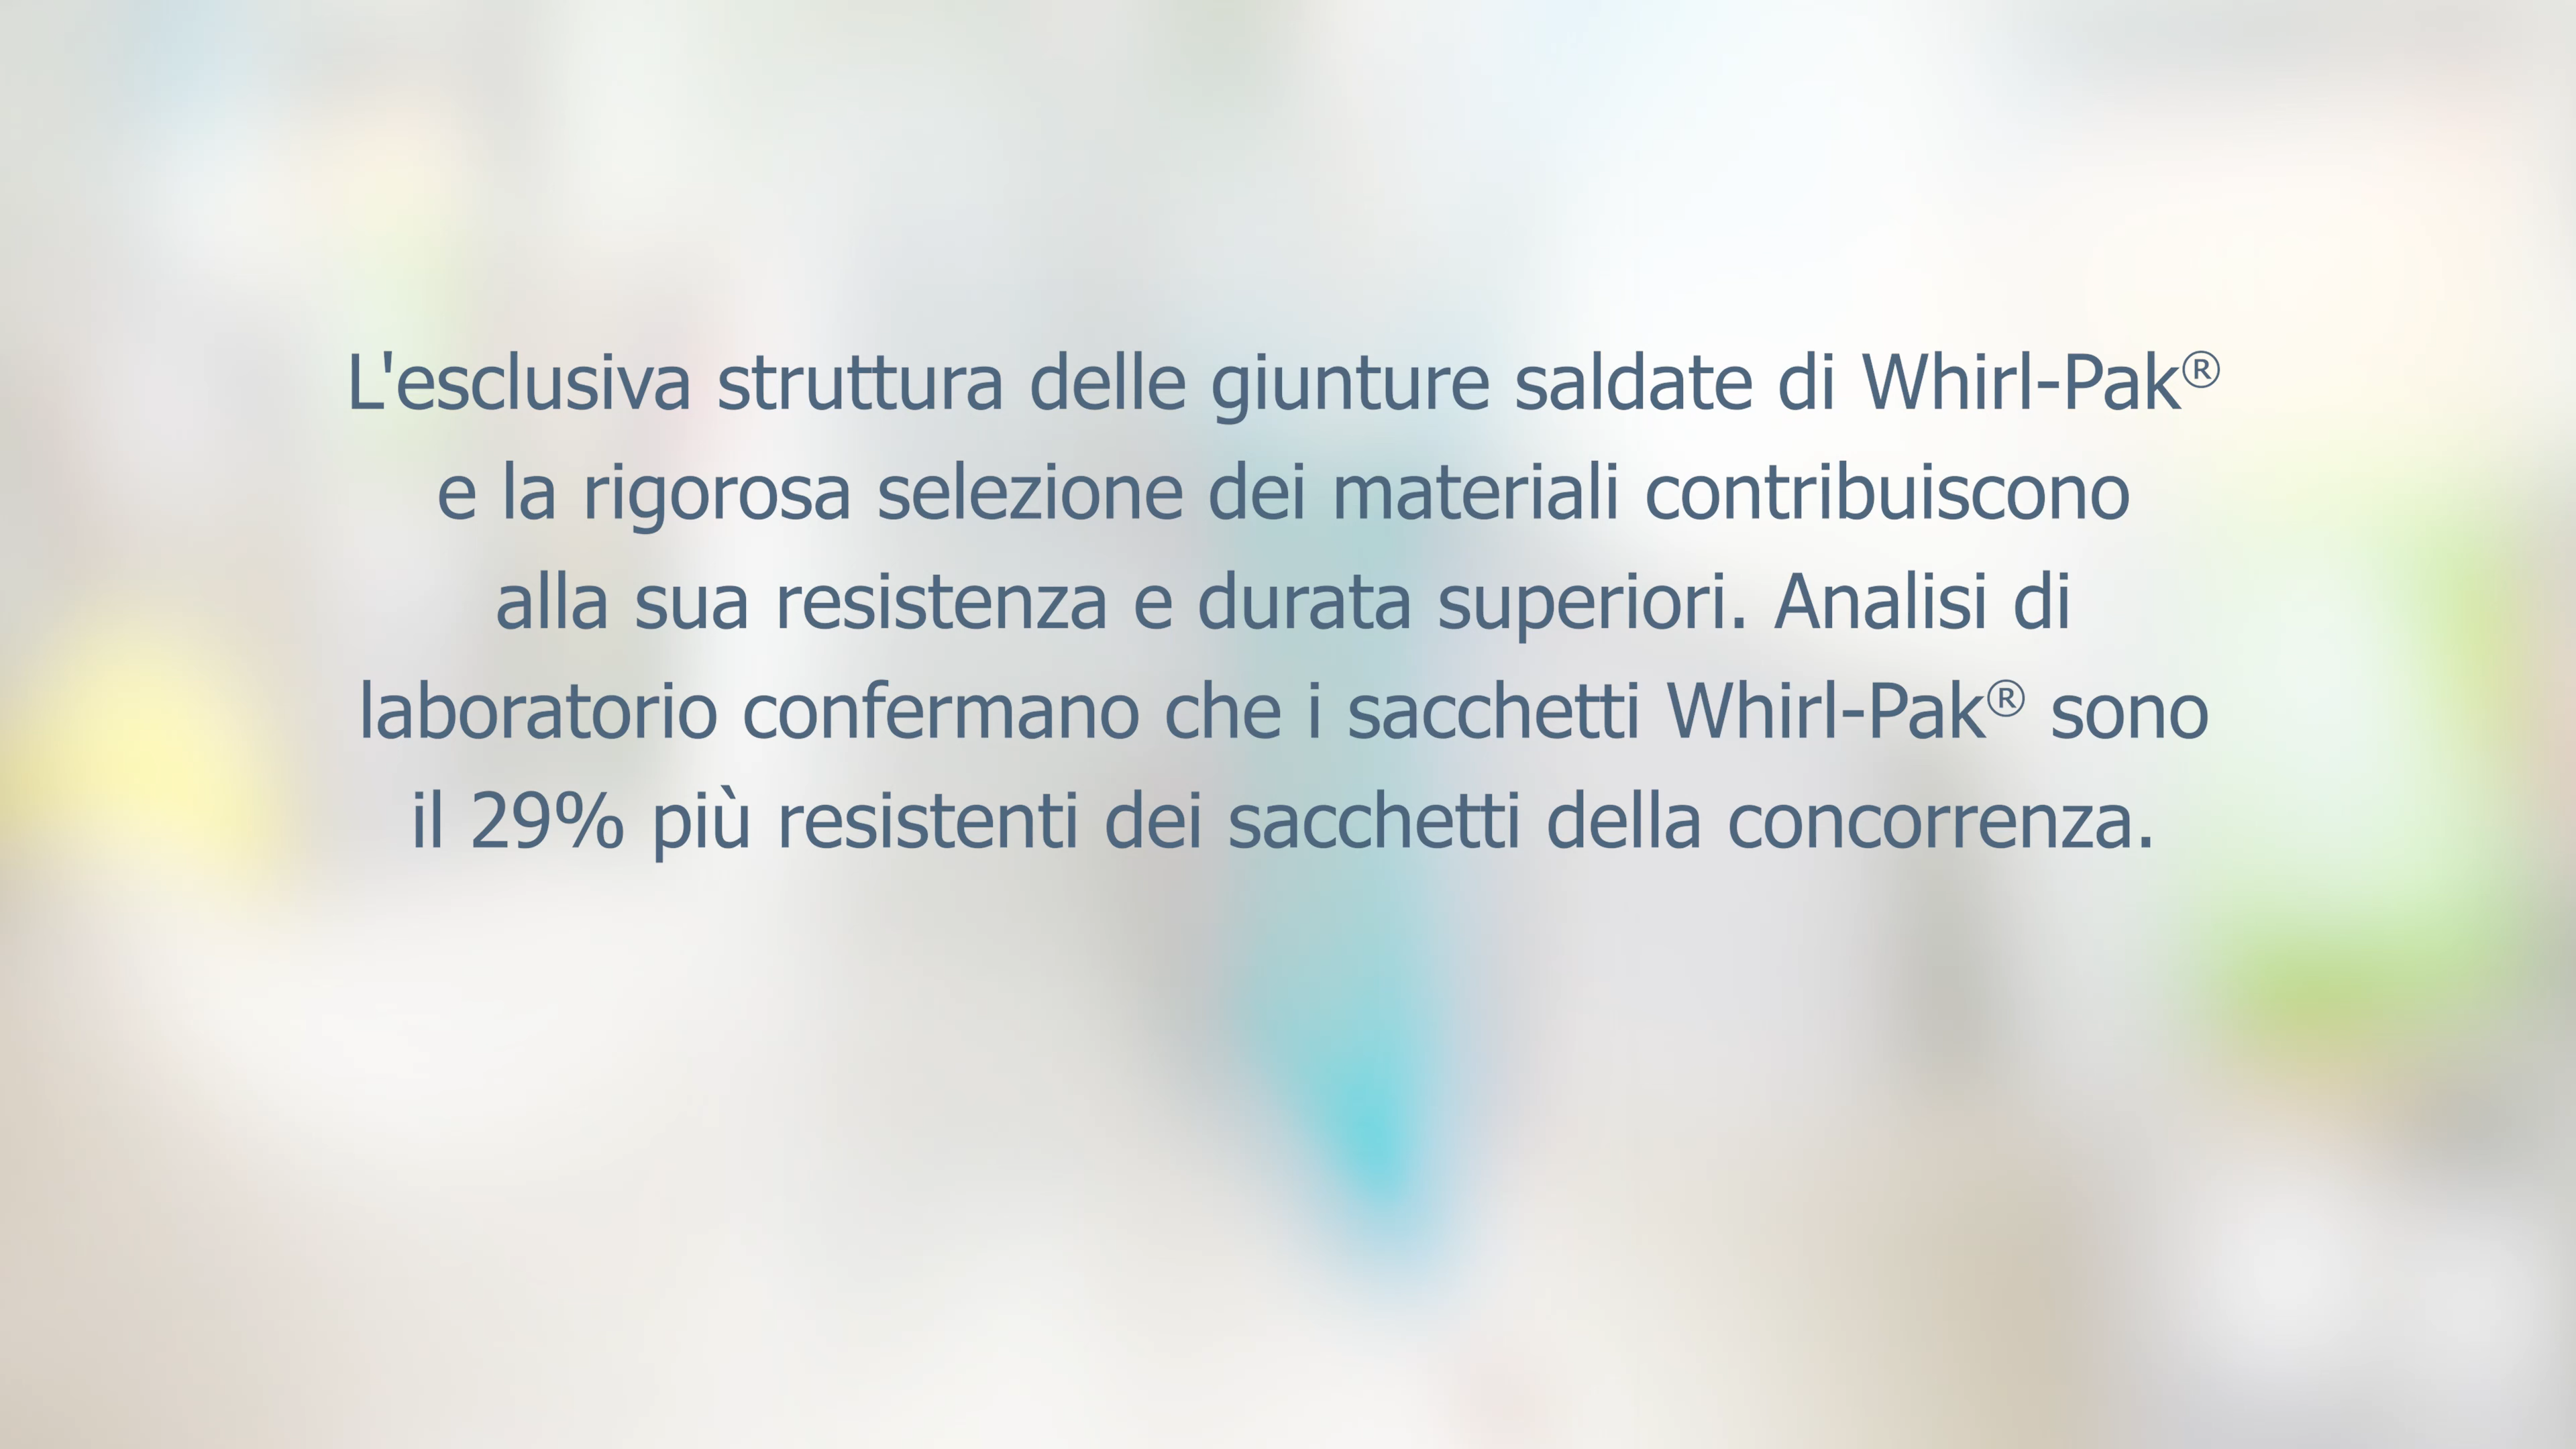 L'esclusiva struttura delle giunture saldate di Whirl-Pak®
e la rigorosa selezione dei materiali contribuiscono
alla sua resistenza e durata superiori. Analisi di
laboratorio confermano che i sacchetti Whirl-Pak® sono
il 29% più resistenti dei sacchetti della concorrenza.